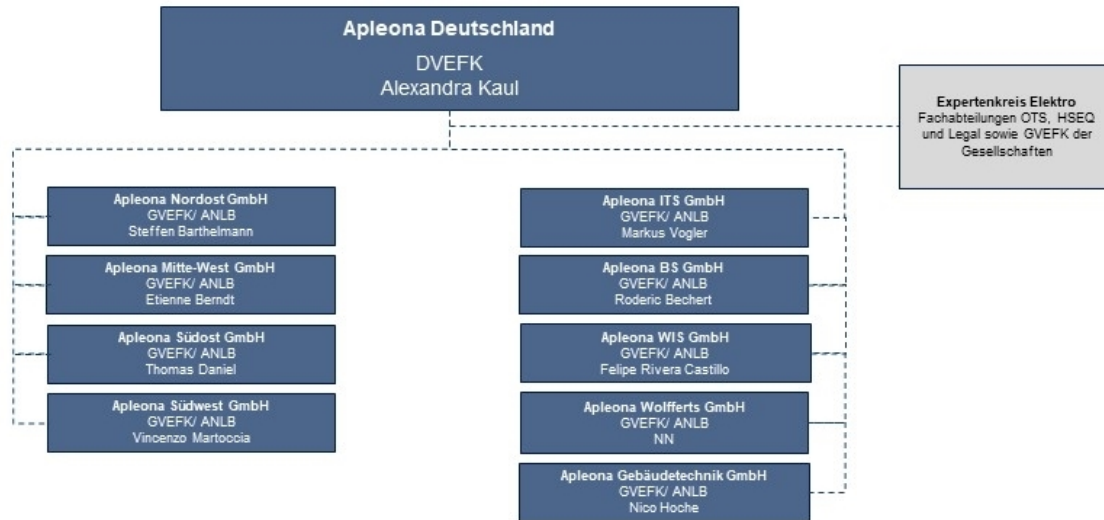 Apleona Deutschland
DVEFK
Alexandra Kaul
Expertenkreis Elektro
Fachabteilungen OTS, HSEQ
und Legal sowie GVEFK der
Gesellschaften
Apleona Nordost GmbH
GVEFK/ ANLB
Steffen Barthelmann
Apleona Mitte-West GmbH
GVEFK/ ANLB
Etienne Berndt
Apleona Südost GmbH
GVEFK/ ANLB
Thomas Daniel
Apleona Südwest GmbH
GVEFK/ ANLB
Vincenzo Martoccia
Apleona ITS GmbH
GVEFK/ ANLB
Markus Vogler
Apleona BS GmbH
GVEFK/ ANLB
Roderic Bechert
Apleona WIS GmbH
GVEFK/ ANLB
Felipe Rivera Castillo
Apleona Wolfferts GmbH
GVEFK/ ANLB
NN
Apleona Gebäudetechnik GmbH
GVEFK/ ANLB
Nico Hoche